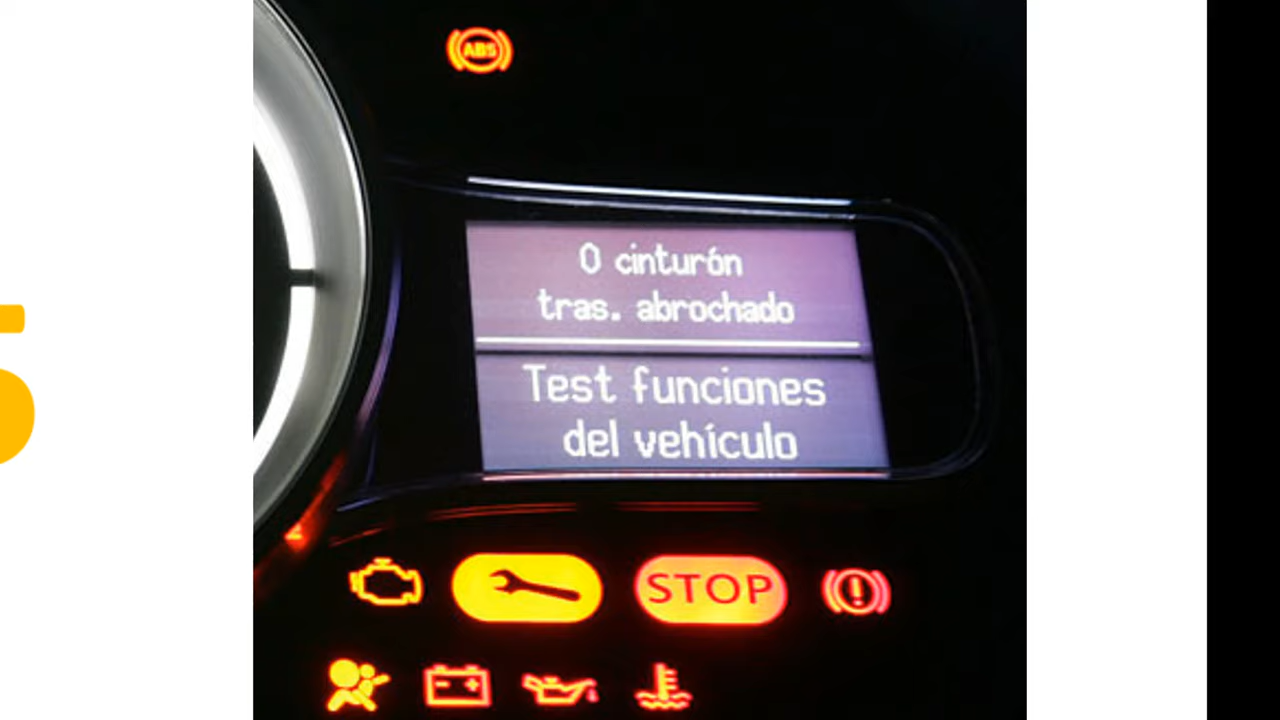 ABS
0 cinturón
tras. abrochado
Test funciones
del vehículo
STOP